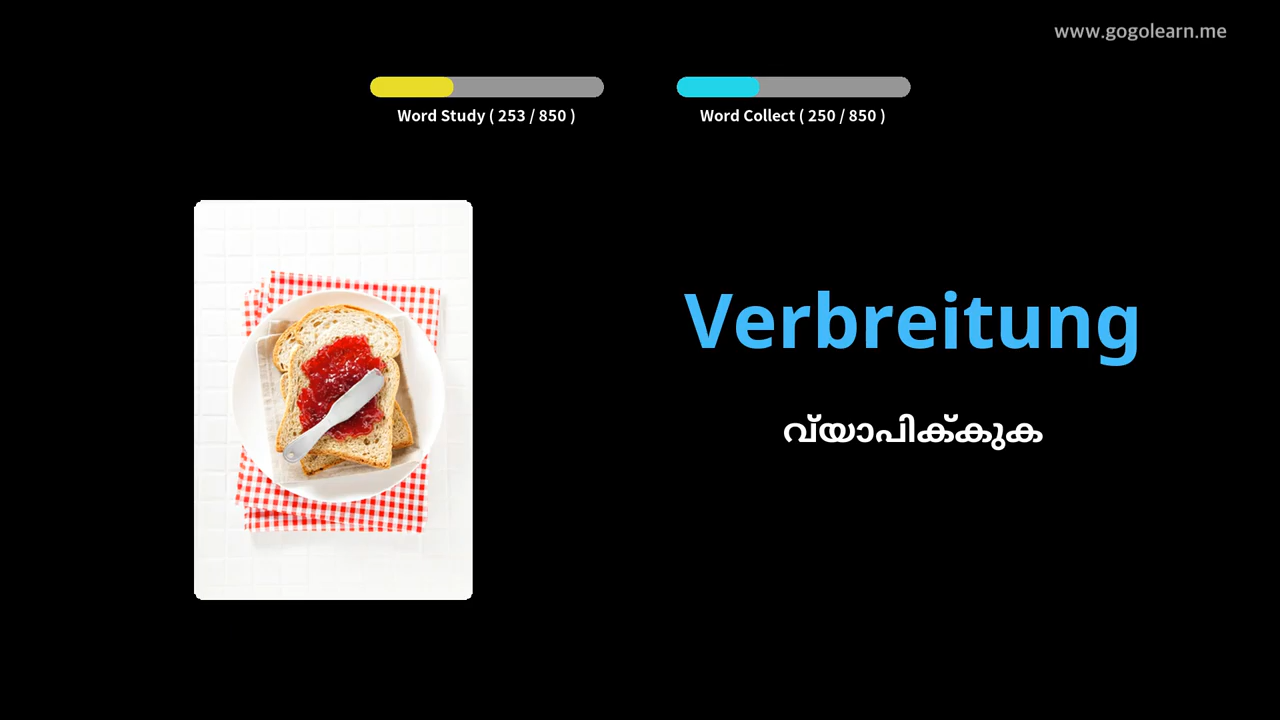 www.gogolearn.me
Word Study ( 253 / 850 )
Word Collect ( 250 / 850 )
Verbreitung
വ്യാപിക്കുക